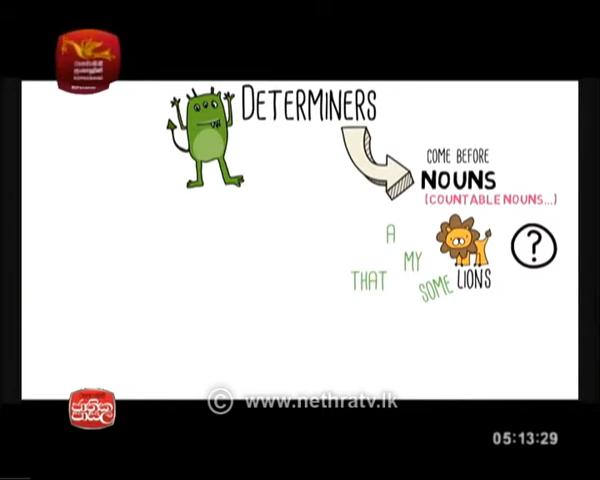 DETERMINERS
COME BEFORE
NOUNS
(COUNTABLE NOUNS...)
A
MY
THAT
SOME LIONS
?
© www.nethratv.lk
05:13:29